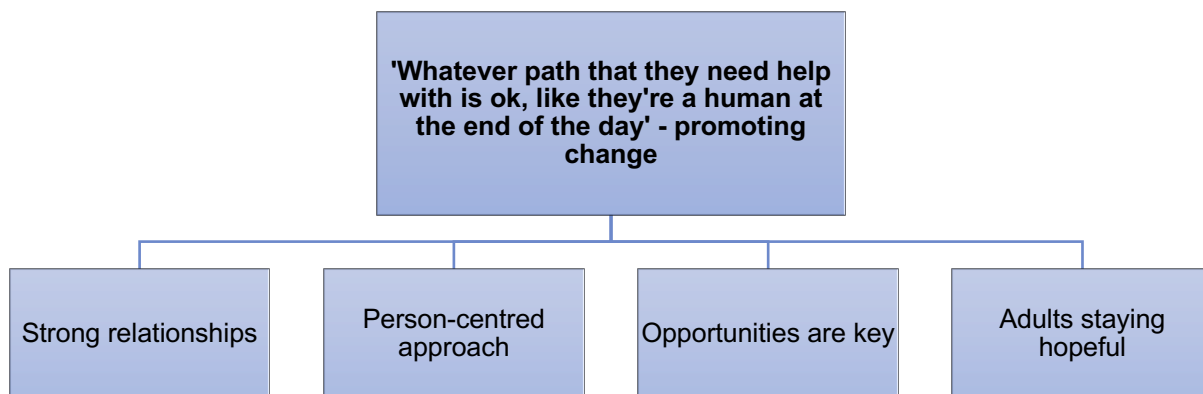 'Whatever path that they need help
with is ok, like they're a human at
the end of the day' - promoting
change
Strong relationships
Person-centred
approach
Opportunities are key
Adults staying
hopeful